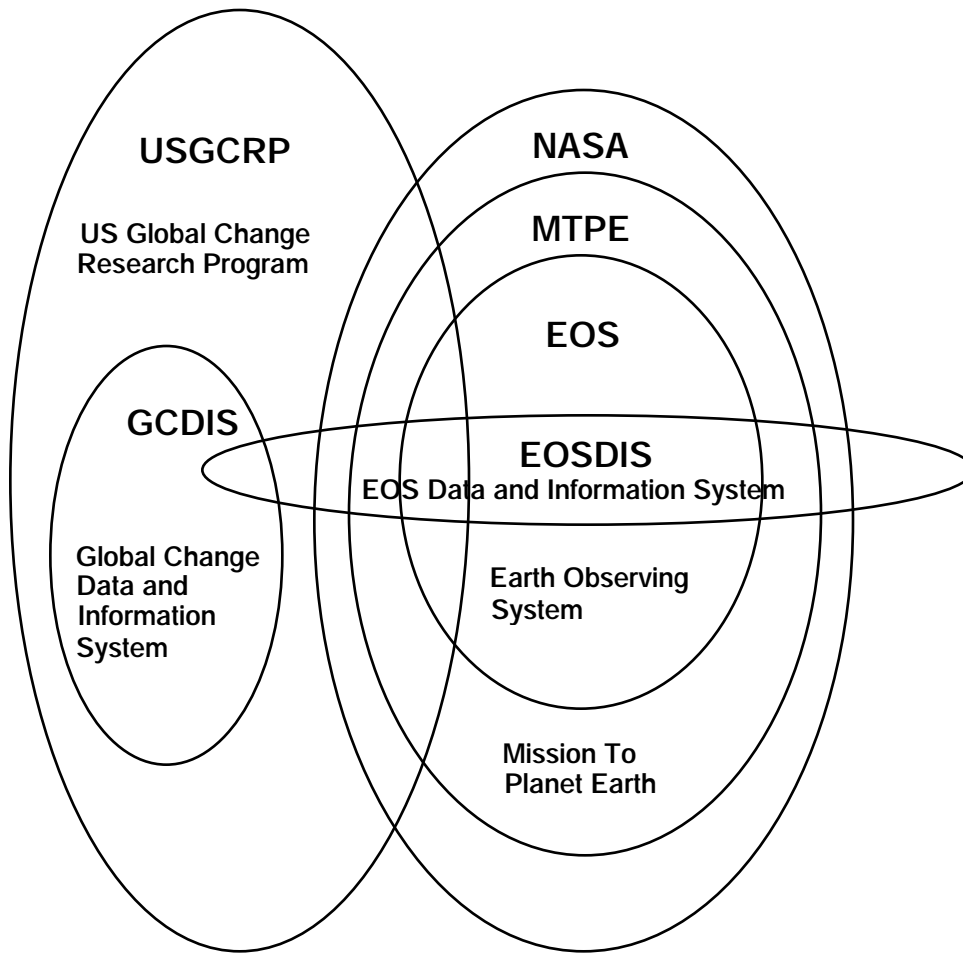 USGCRP
US Global Change
Research Program
GCDIS
Global Change
Data and
Information
System
NASA
MTPE
EOS
EOSDIS
EOS Data and Information System
Earth Observing
System
Mission To
Planet Earth